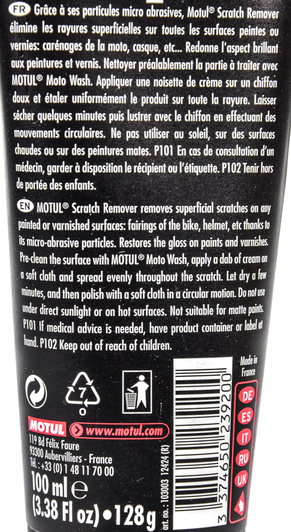 FR Grâce à ses particules micro abrasives, Motul® Scratch Remover
élimine les rayures superficielles sur toutes les surfaces peintes ou
vernies: carénages de la moto, casque, etc... Redonne l'aspect brillant
aux peintures et vernis. Nettoyer préalablement la partie à traiter avec
MOTUL® Moto Wash. Appliquer une noisette de crème sur un chiffon
doux et étaler uniformément le produit sur toute la rayure. Laisser
sécher quelques minutes puis lustrer avec le chiffon en effectuant des
mouvements circulaires. Ne pas utiliser au soleil, sur des surfaces
chaudes ou sur des peintures mates. P101 En cas de consultation d'un
médecin, garder à disposition le récipient ou l'étiquette. P102 Tenir hors
de portée des enfants.
EN MOTUL® Scratch Remover removes superficial scratches on any
painted or varnished surfaces: fairings of the bike, helmet, etc thanks to
its micro-abrasive particles. Restores the gloss on paints and varnishes.
Pre-clean the surface with MOTUL® Moto Wash, apply a dab of cream on
a soft cloth and spread evenly throughout the scratch. Let dry a few
minutes, and then polish with a soft cloth in a circular motion. Do not use
under direct sunlight or on hot surfaces. Not suitable for matte paints.
P101 If medical advice is needed, have product container or label at
hand. P102 Keep out of reach of children.
7
MOTUL > www.motul.com
119 Bd Félix Faure
93300 Aubervilliers - France
Tél. : +33 (0) 1 48 11 70 00
100 ml e
(3.38 fl oz) • 128g
art. no. : 103003 12424 (R)
3 374650 239200
Made in
France
DE
ES
IT
RU
UK